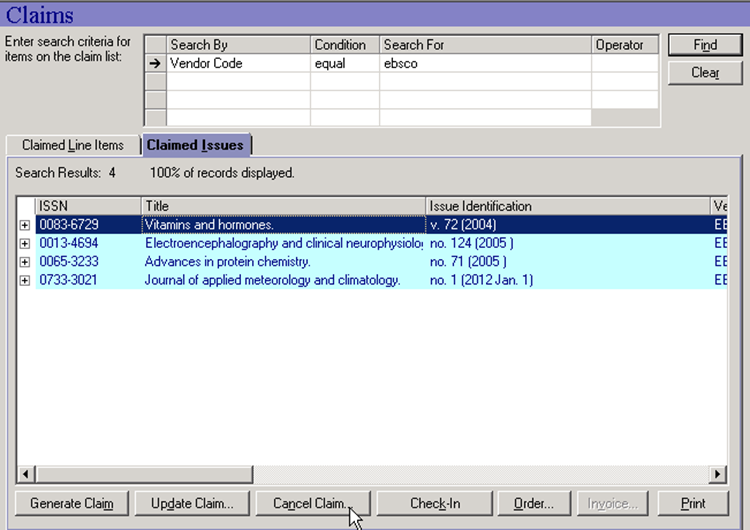 Claims
Enter search criteria for
items on the claim list:
Search By Condition Search For Operator
Vendor Code equal ebsco
Find
Clear
Claimed Line Items Claimed Issues
Search Results: 4 100% of records displayed.
ISSN Title Issue Identification Ve
0083-6729 Vitamins and hormones. v. 72 (2004) EB
0013-4694 Electroencephalography and clinical neurophysiolo no. 124 (2005 ) EB
0065-3233 Advances in protein chemistry. no. 71 (2005 ) EB
0733-3021 Journal of applied meteorology and climatology. no. 1 (2012 Jan. 1) EB
Generate Claim Update Claim... Cancel Claim... Check-In Order... Invoice... Print